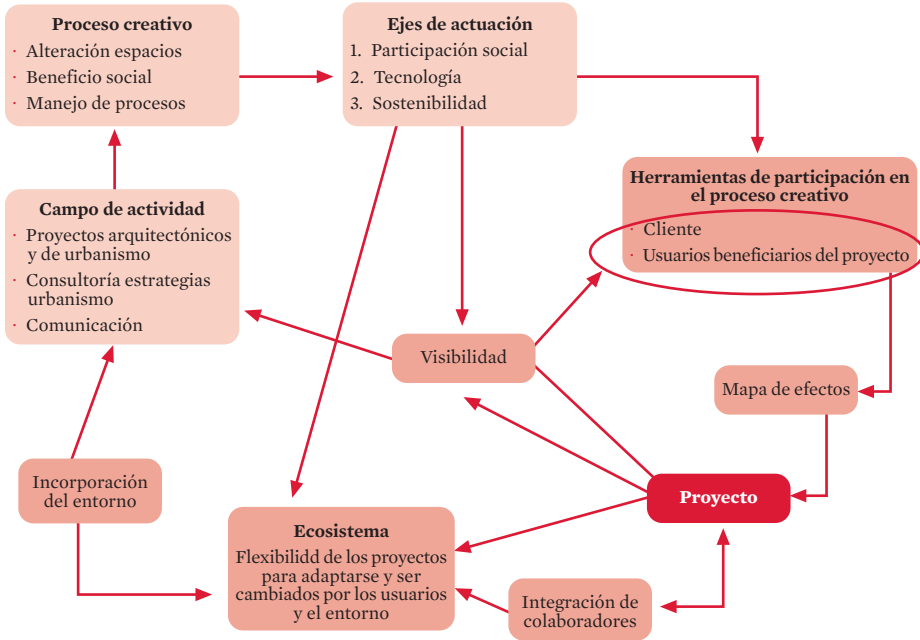 Proceso creativo
· Alteración espacios
· Beneficio social
· Manejo de procesos
Ejes de actuación
1. Participación social
2. Tecnología
3. Sostenibilidad
Herramientas de participación en
el proceso creativo
· Cliente
· Usuarios beneficiarios del proyecto
Campo de actividad
· Proyectos arquitectónicos
y de urbanismo
· Consultoría estrategias
urbanismo
· Comunicación
Visibilidad
Mapa de efectos
Incorporación
del entorno
Proyecto
Ecosistema
Flexibilidd de los proyectos
para adaptarse y ser
cambiados por los usuarios
y el entorno
Integración de
colaboradores